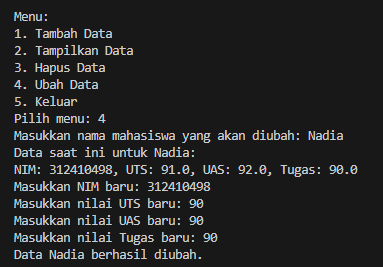 Menu:
1. Tambah Data
2. Tampilkan Data
3. Hapus Data
4. Ubah Data
5. Keluar
Pilih menu: 4
Masukkan nama mahasiswa yang akan diubah: Nadia
Data saat ini untuk Nadia:
NIM: 312410498, UTS: 91.0, UAS: 92.0, Tugas: 90.0
Masukkan NIM baru: 312410498
Masukkan nilai UTS baru: 90
Masukkan nilai UAS baru: 90
Masukkan nilai Tugas baru: 90
Data Nadia berhasil diubah.